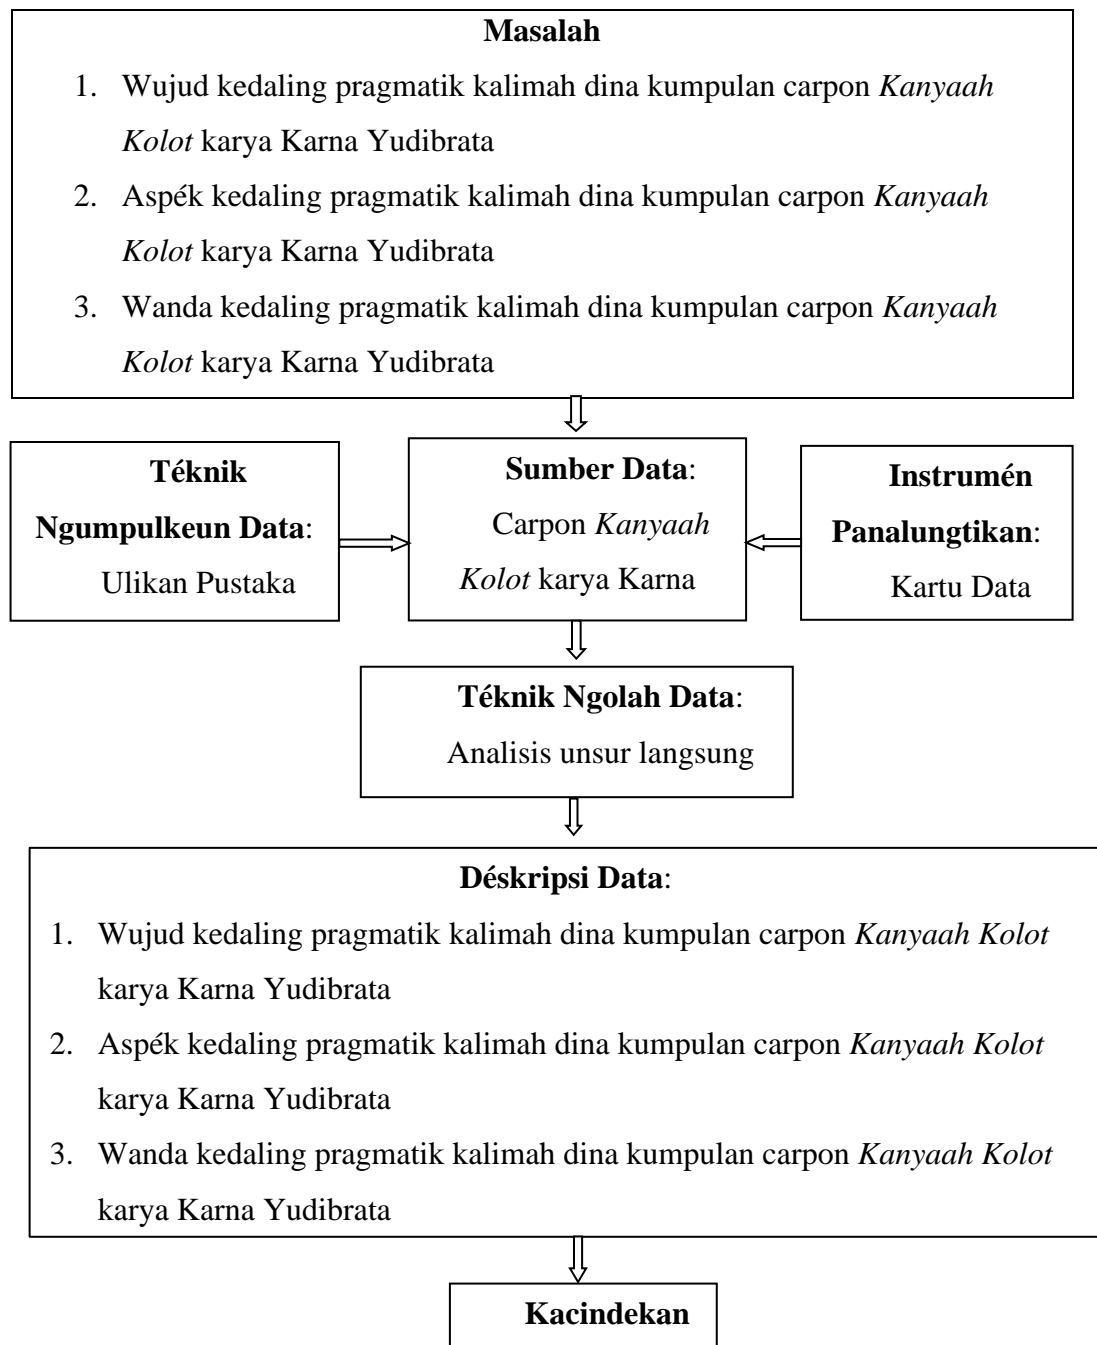 Masalah
1. Wujud kedaling pragmatik kalimah dina kumpulan carpon Kanyaah
Kolot karya Karna Yudibrata
2. Aspék kedaling pragmatik kalimah dina kumpulan carpon Kanyaah
Kolot karya Karna Yudibrata
3. Wanda kedaling pragmatik kalimah dina kumpulan carpon Kanyaah
Kolot karya Karna Yudibrata
Téknik
Ngumpulkeun Data:
Ulikan Pustaka
Sumber Data:
Carpon Kanyaah
Kolot karya Karna
Instrumén
Panalungtikan:
Kartu Data
Téknik Ngolah Data:
Analisis unsur langsung
Déskripsi Data:
1. Wujud kedaling pragmatik kalimah dina kumpulan carpon Kanyaah Kolot
karya Karna Yudibrata
2. Aspék kedaling pragmatik kalimah dina kumpulan carpon Kanyaah Kolot
karya Karna Yudibrata
3. Wanda kedaling pragmatik kalimah dina kumpulan carpon Kanyaah Kolot
karya Karna Yudibrata
Kacindekan